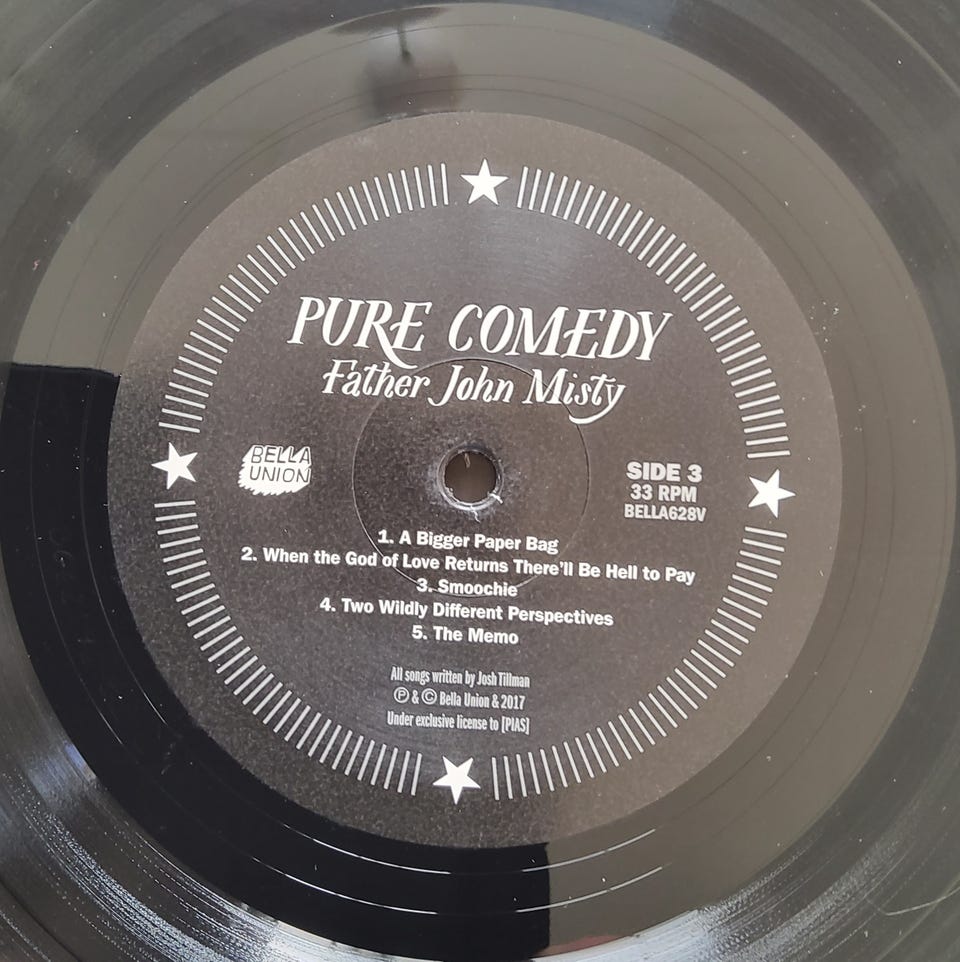 PURE COMEDY
Father John Misty
BELLA
UNION
SIDE 3
33 RPM
BELLA628V
1. A Bigger Paper Bag
2. When the God of Love Returns There'll Be Hell to Pay
3. Smoochie
4. Two Wildly Different Perspectives
5. The Memo
All songs written by Josh Tillman
℗ & © Bella Union & 2017
Under exclusive license to [PIAS]